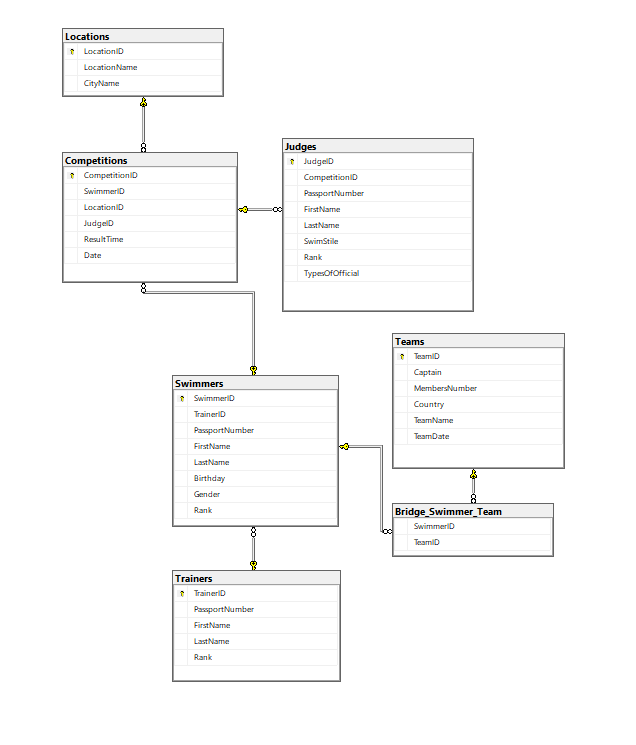 Locations
LocationID
LocationName
CityName
Competitions
CompetitionID
SwimmerID
LocationID
JudgeID
ResultTime
Date
Judges
JudgeID
CompetitionID
PassportNumber
FirstName
LastName
SwimStile
Rank
TypesOfOfficial
Teams
TeamID
Captain
MembersNumber
Country
TeamName
TeamDate
Swimmers
SwimmerID
TrainerID
PassportNumber
FirstName
LastName
Birthday
Gender
Rank
Bridge_Swimmer_Team
SwimmerID
TeamID
Trainers
TrainerID
PassportNumber
FirstName
LastName
Rank